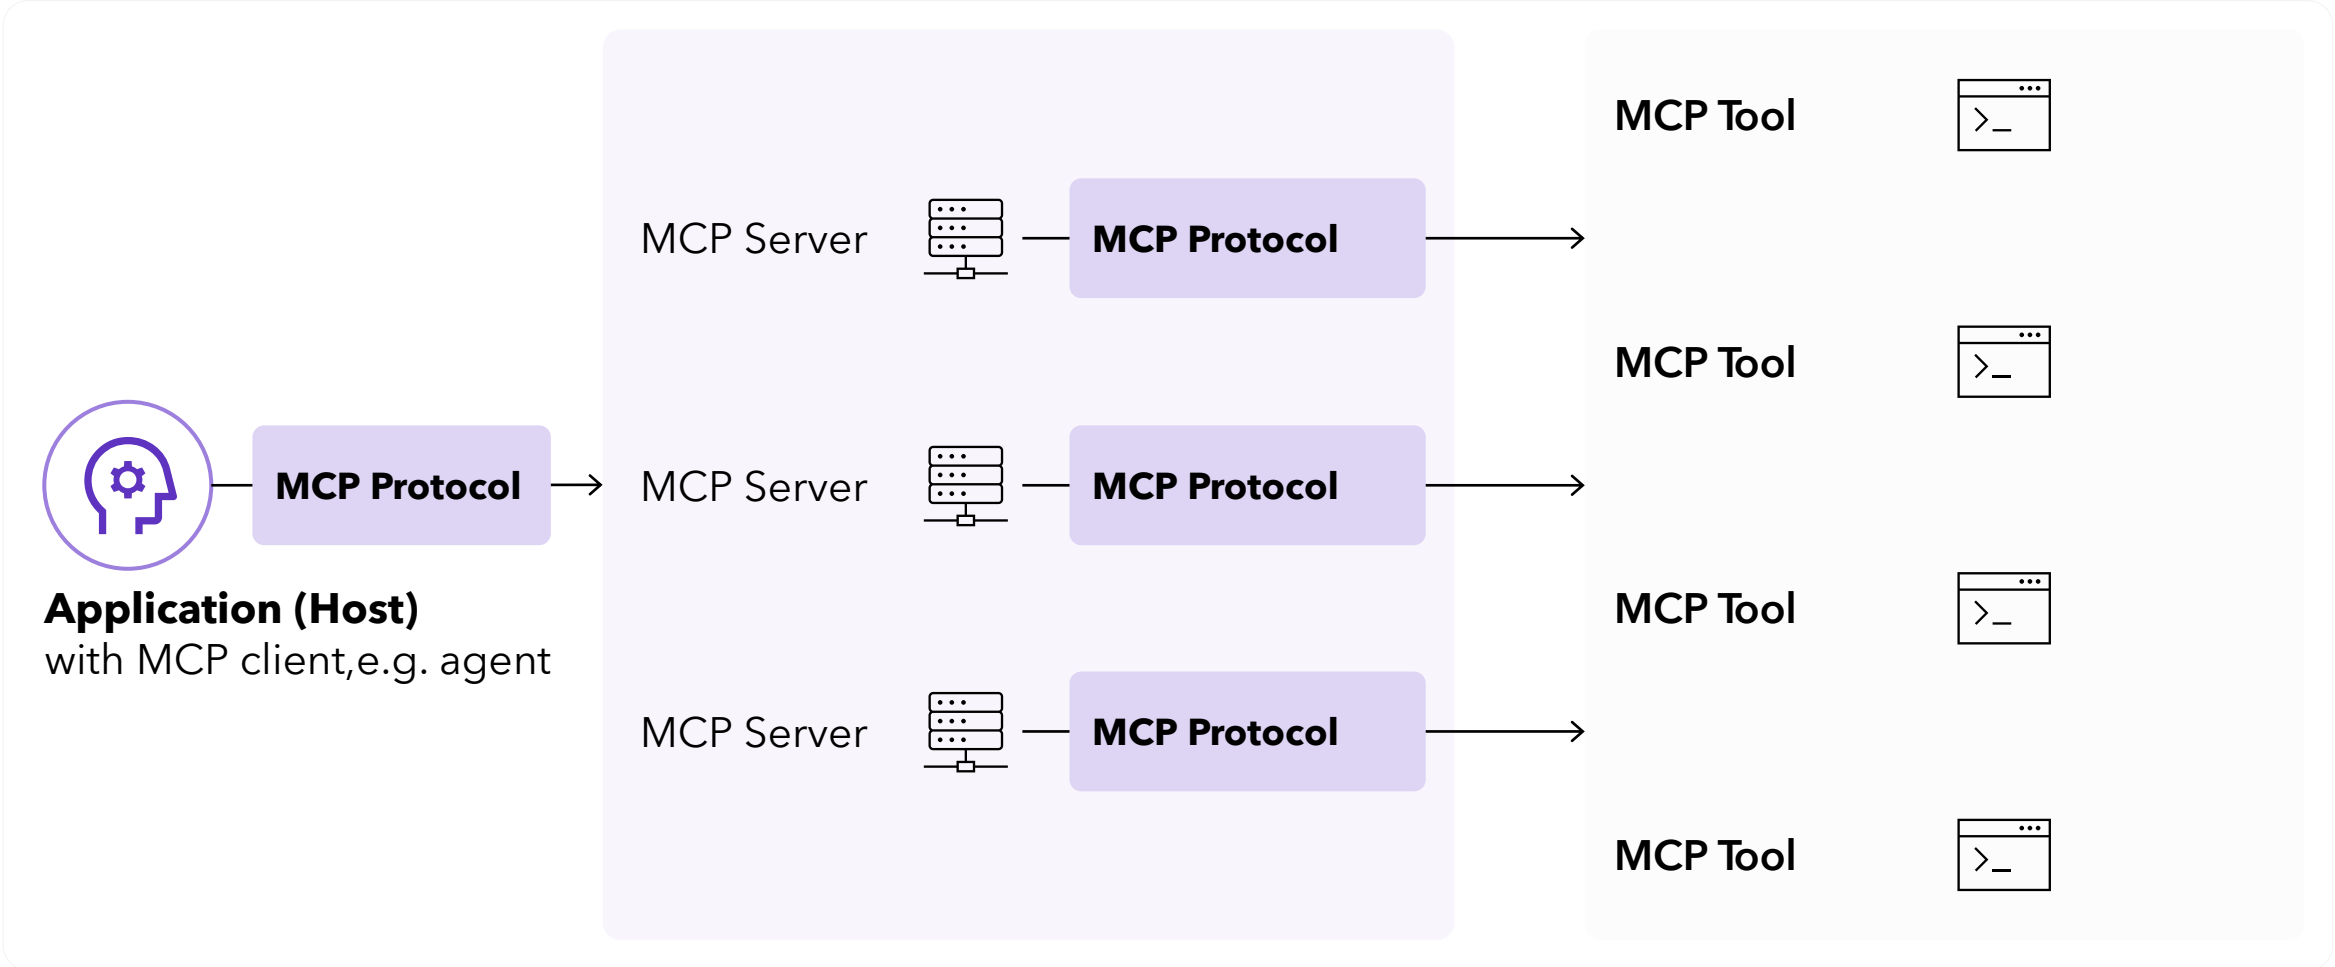 MCP Tool
MCP Server
MCP Protocol
MCP Tool
MCP Protocol
MCP Server
MCP Protocol
Application (Host)
with MCP client,e.g. agent
MCP Tool
MCP Server
MCP Protocol
MCP Tool